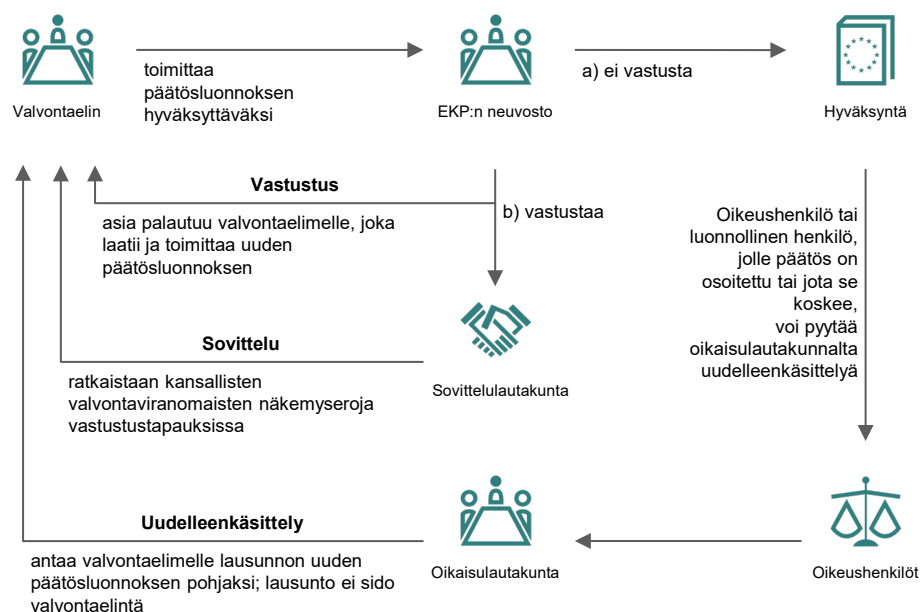 Valvontaelin
toimittaa
päätösluonnoksen
hyväksyttäväksi
EKP:n neuvosto
a) ei vastusta
Hyväksyntä
Vastustus
asia palautuu valvontaelimelle, joka
laatii ja toimittaa uuden
päätösluonnoksen
b) vastustaa
Oikeushenkilö tai
luonnollinen henkilö,
jolle päätös on
osoitettu tai jota se
koskee,
voi pyytää
oikaisulautakunnalta
uudelleenkäsittelyä
Sovittelu
ratkaistaan kansallisten
valvontaviranomaisten näkemyseroja
vastustustapauksissa
Sovittelulautakunta
Uudelleenkäsittely
antaa valvontaelimelle lausunnon uuden
päätösluonnoksen pohjaksi; lausunto ei sido
valvontaelintä
Oikaisulautakunta
Oikeushenkilöt